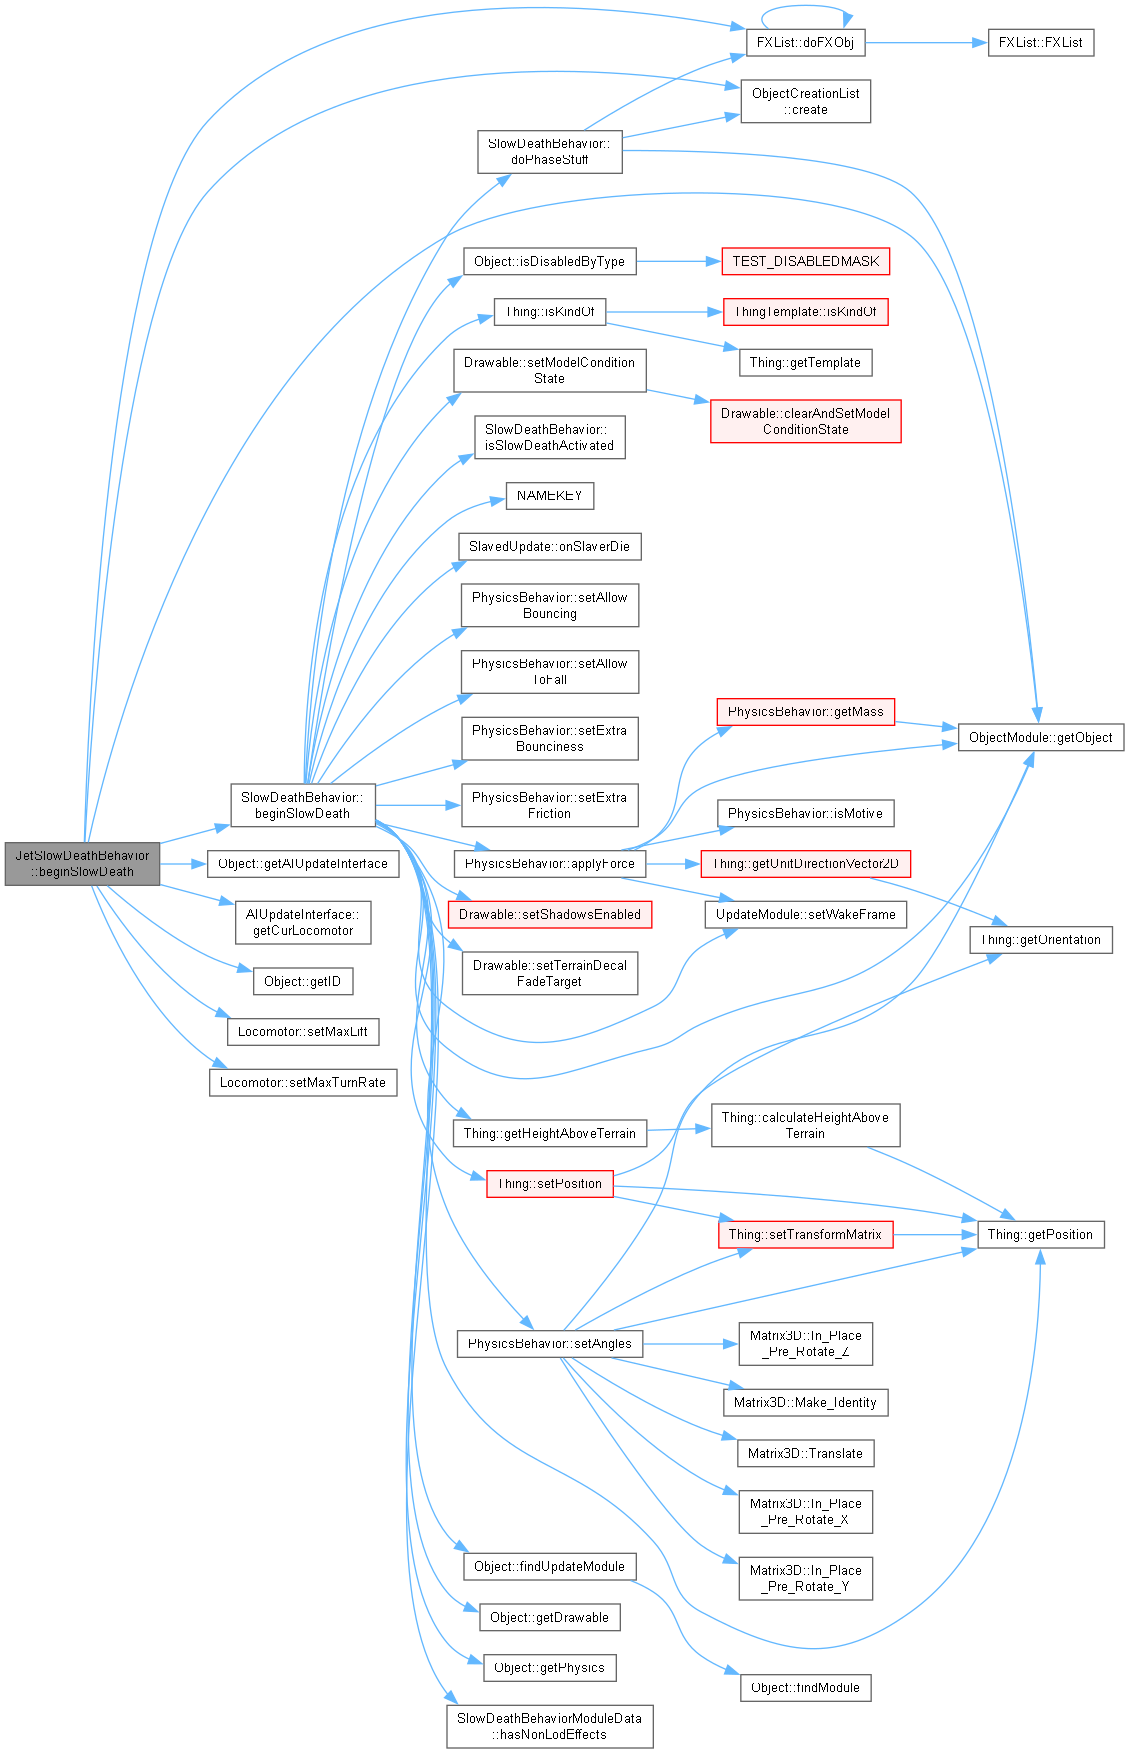 FXList::doFXObj
FXList::FXList
ObjectCreationList
::create
SlowDeathBehavior::
doPhaseStuff
Object::isDisabledByType
TEST_DISABLEDMASK
Thing::isKindOf
ThingTemplate::isKindOf
Thing::getTemplate
Drawable::setModelCondition
State
Drawable::clearAndSetModel
ConditionState
SlowDeathBehavior::
isSlowDeathActivated
NAMEKEY
SlavedUpdate::onSlaverDie
PhysicsBehavior::setAllow
Bouncing
PhysicsBehavior::setAllow
ToFall
PhysicsBehavior::getMass
PhysicsBehavior::setExtra
Bounciness
ObjectModule::getObject
SlowDeathBehavior::
beginSlowDeath
PhysicsBehavior::setExtra
Friction
PhysicsBehavior::isMotive
JetSlowDeathBehavior
::beginSlowDeath
Object::getAIUpdateInterface
PhysicsBehavior::applyForce
Thing::getUnitDirectionVector2D
AIUpdateInterface::
getCurLocomotor
Drawable::setShadowsEnabled
UpdateModule::setWakeFrame
Thing::getOrientation
Object::getID
Drawable::setTerrainDecal
FadeTarget
Locomotor::setMaxLift
Locomotor::setMaxTurnRate
Thing::getHeightAboveTerrain
Thing::calculateHeightAbove
Terrain
Thing::setPosition
Thing::setTransformMatrix
Thing::getPosition
PhysicsBehavior::setAngles
Matrix3D::In_Place
_Pre_Rotate_Z
Matrix3D::Make_Identity
Matrix3D::Translate
Matrix3D::In_Place
_Pre_Rotate_X
Object::findUpdateModule
Matrix3D::In_Place
_Pre_Rotate_Y
Object::getDrawable
Object::getPhysics
Object::findModule
SlowDeathBehaviorModuleData
::hasNonLodEffects